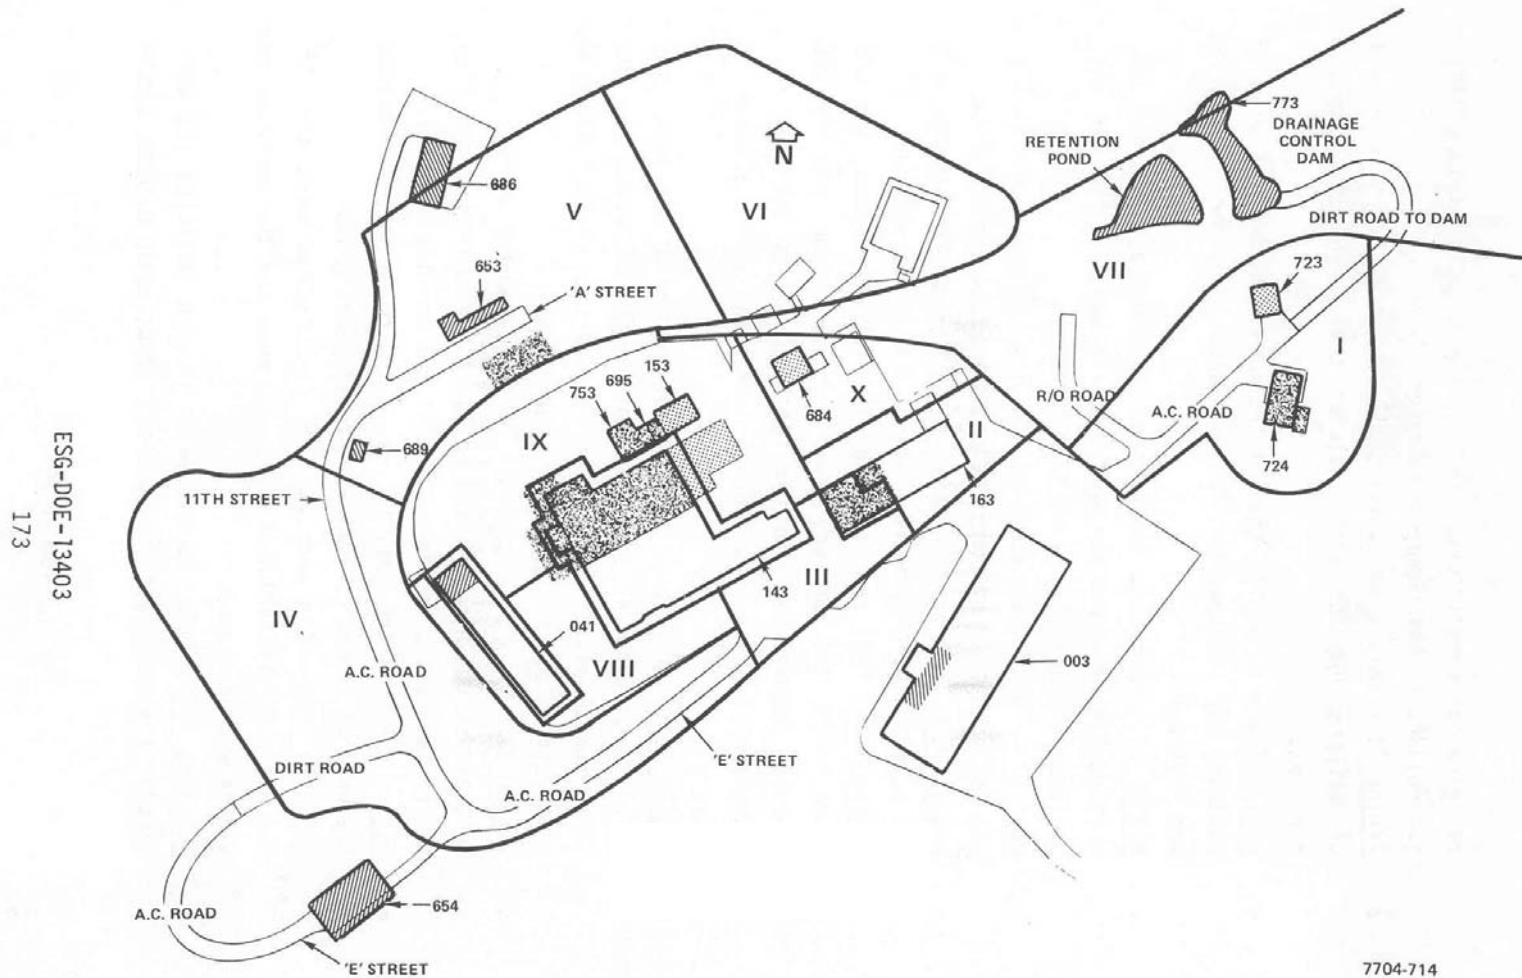 773
DRAINAGE
CONTROL
DAM
RETENTION
POND
N
686
V
VI
DIRT ROAD TO DAM
VII
653
'A' STREET
723
I
753
695
153
684
X
R/O ROAD
A.C. ROAD
IX
II
689
724
11TH STREET
163
III
143
IV
041
A.C. ROAD
VIII
003
'E' STREET
DIRT ROAD
A.C. ROAD
654
A.C. ROAD
'E' STREET
7704-714
ESG-DOE-13403
173